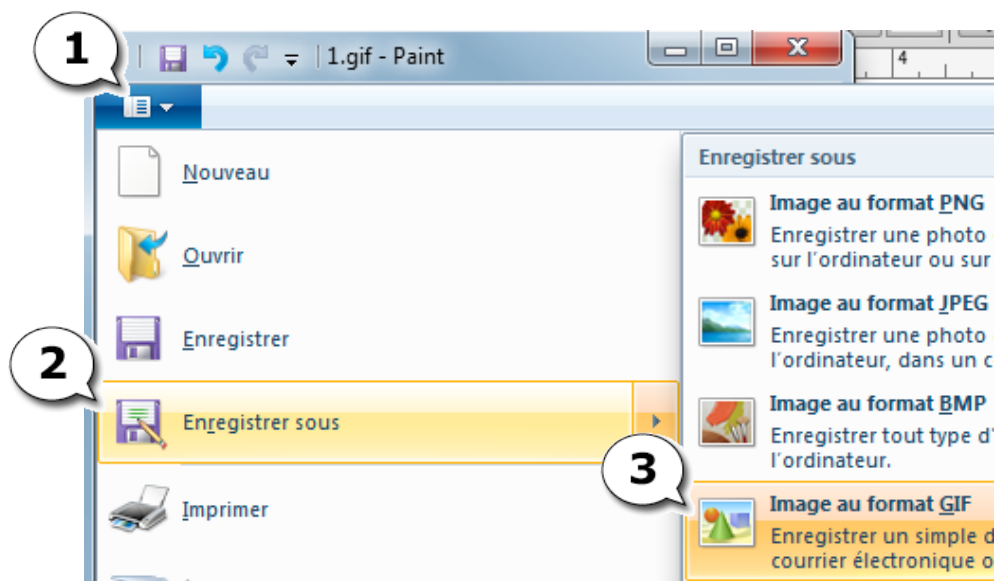 1
1.gif - Paint
4
Nouveau
Ouvrir
Enregistrer
2
Enregistrer sous
Imprimer
Enregistrer sous
Image au format PNG
Enregistrer une photo
sur l'ordinateur ou sur
Image au format JPEG
Enregistrer une photo
l'ordinateur, dans un c
Image au format BMP
Enregistrer tout type d'
l'ordinateur.
3
Image au format GIF
Enregistrer un simple d
courrier électronique o